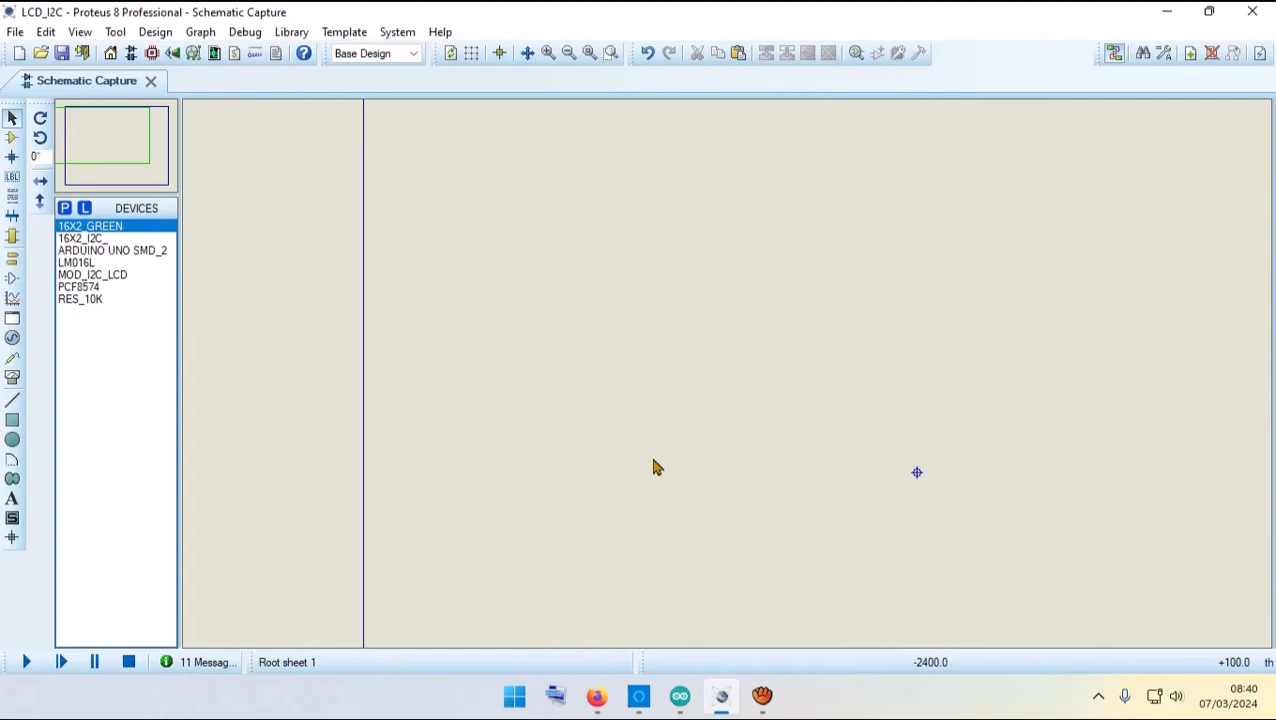 LCD_I2C - Proteus 8 Professional - Schematic Capture
File Edit View Tool Design Graph Debug Library Template System Help
Base Design
Schematic Capture
0°
P L DEVICES
16X2_GREEN
16X2_I2C_
ARDUINO UNO SMD_2
LM016L
MOD_I2C_LCD
PCF8574
RES_10K
LBL
A
S
11 Messag... Root sheet 1 -2400.0 +100.0 th
08:40
07/03/2024